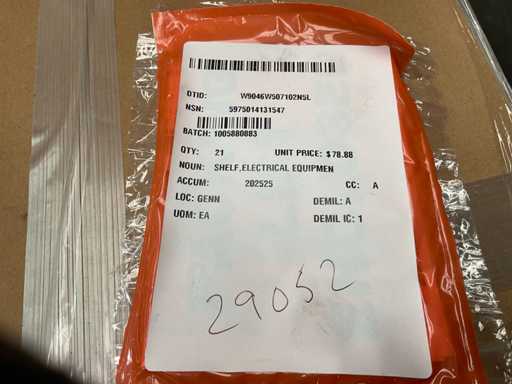 DTID: W9046W507102N5L
NSN: 5975014131547
BATCH: 1005880883
QTY: 21 UNIT PRICE: $78.88
NOUN: SHELF,ELECTRICAL EQUIPMEN
ACCUM: 202525 CC: A
LOC: GENN DEMIL: A
UOM: EA DEMIL IC: 1
29052